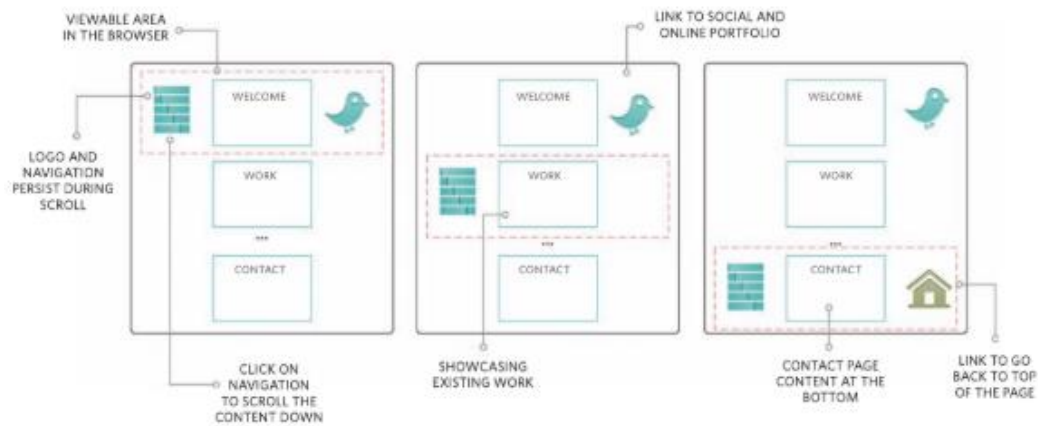 VIEWABLE AREA
IN THE BROWSER
LINK TO SOCIAL AND
ONLINE PORTFOLIO
WELCOME
WELCOME
WELCOME
LOGO AND
NAVIGATION
PERSIST DURING
SCROLL
WORK
WORK
WORK
...
...
...
CONTACT
CONTACT
CONTACT
CLICK ON
NAVIGATION
TO SCROLL THE
CONTENT DOWN
SHOWCASING
EXISTING WORK
CONTACT PAGE
CONTENT AT THE
BOTTOM
LINK TO GO
BACK TO TOP
OF THE PAGE